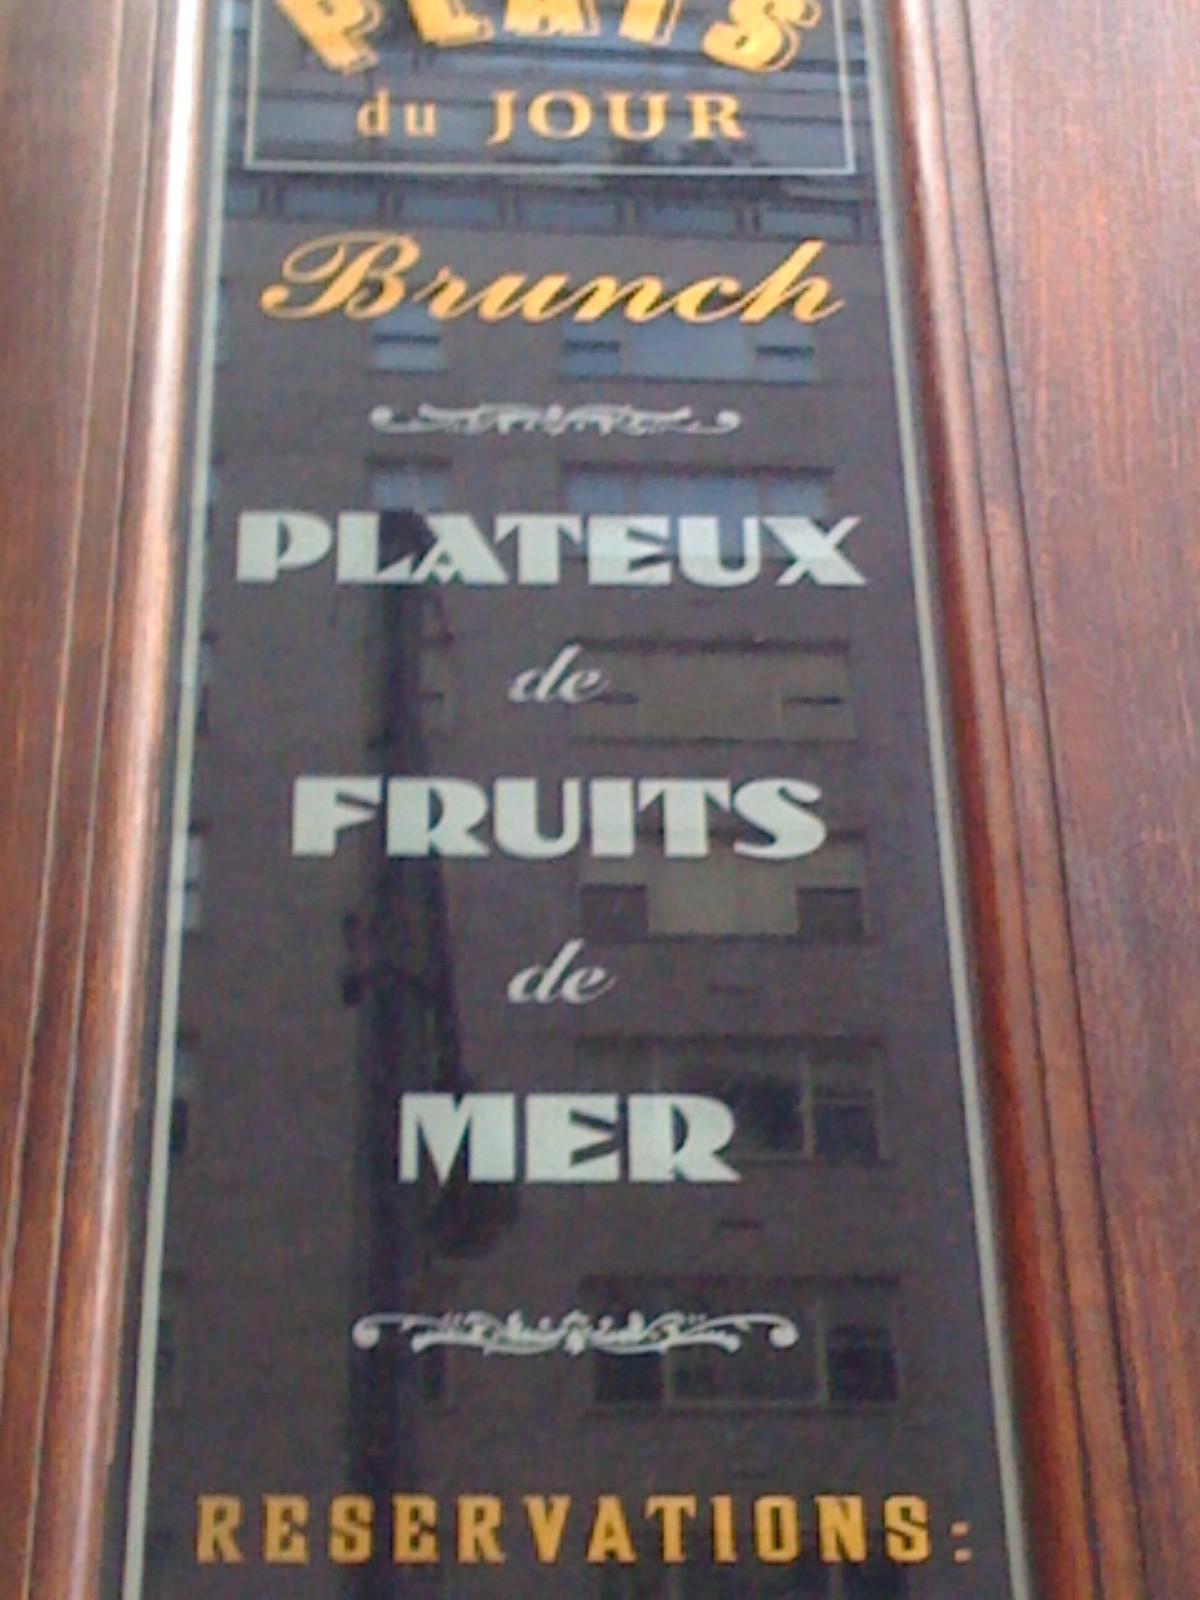 PLATS
du JOUR
Brunch
PLATEUX
de
FRUITS
de
MER
RESERVATIONS: